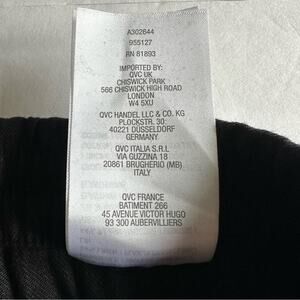 A302644
955127
RN 81893
IMPORTED BY:
QVC UK
CHISWICK PARK
566 CHISWICK HIGH ROAD
LONDON
W4 5XU
QVC HANDEL LLC & CO. KG
PLOCKSTR. 30
40221 DÜSSELDORF
GERMANY
QVC ITALIA S.R.L
VIA GUZZINA 18
20861 BRUGHERIO (MB)
ITALY
QVC FRANCE
BATIMENT 266
45 AVENUE VICTOR HUGO
93 300 AUBERVILLIERS